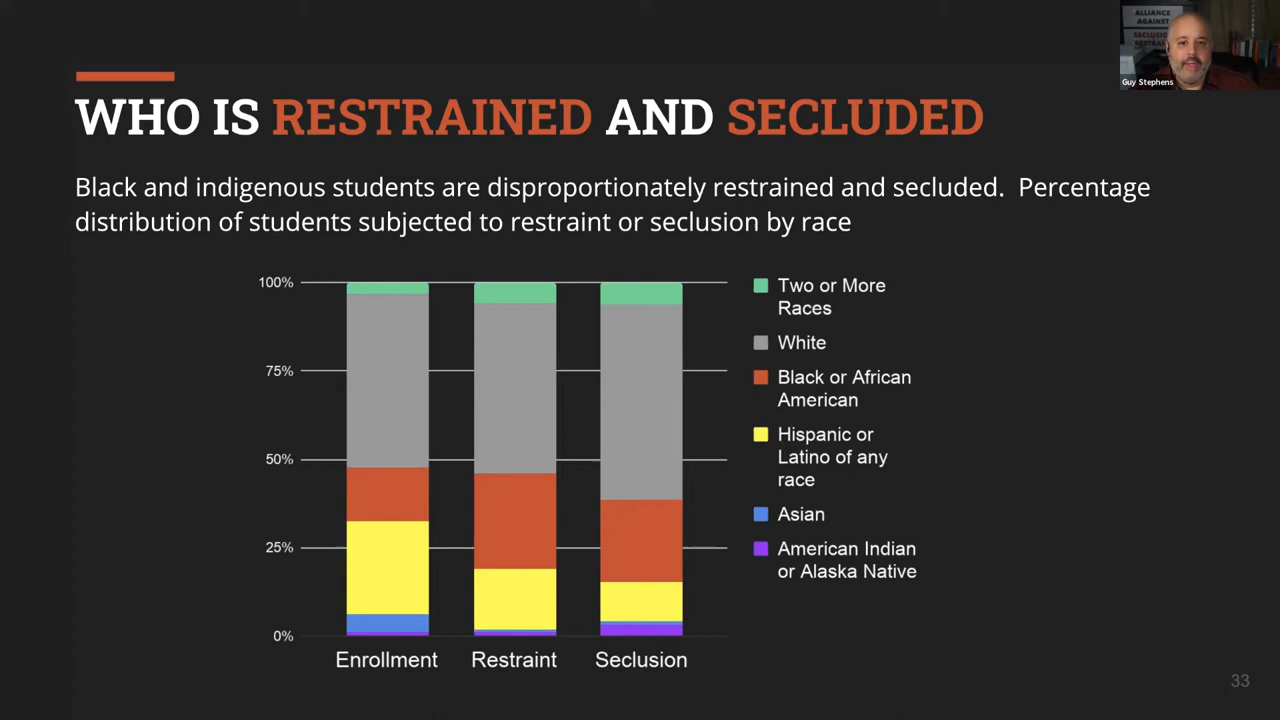 ALLIANCE
AGAINST
SECLUSION
Guy Stephens
WHO IS RESTRAINED AND SECLUDED
Black and indigenous students are disproportionately restrained and secluded.  Percentage
distribution of students subjected to restraint or seclusion by race
100%
75%
50%
25%
0%
Enrollment
Restraint
Seclusion
Two or More
Races
White
Black or African
American
Hispanic or
Latino of any
race
Asian
American Indian
or Alaska Native
33